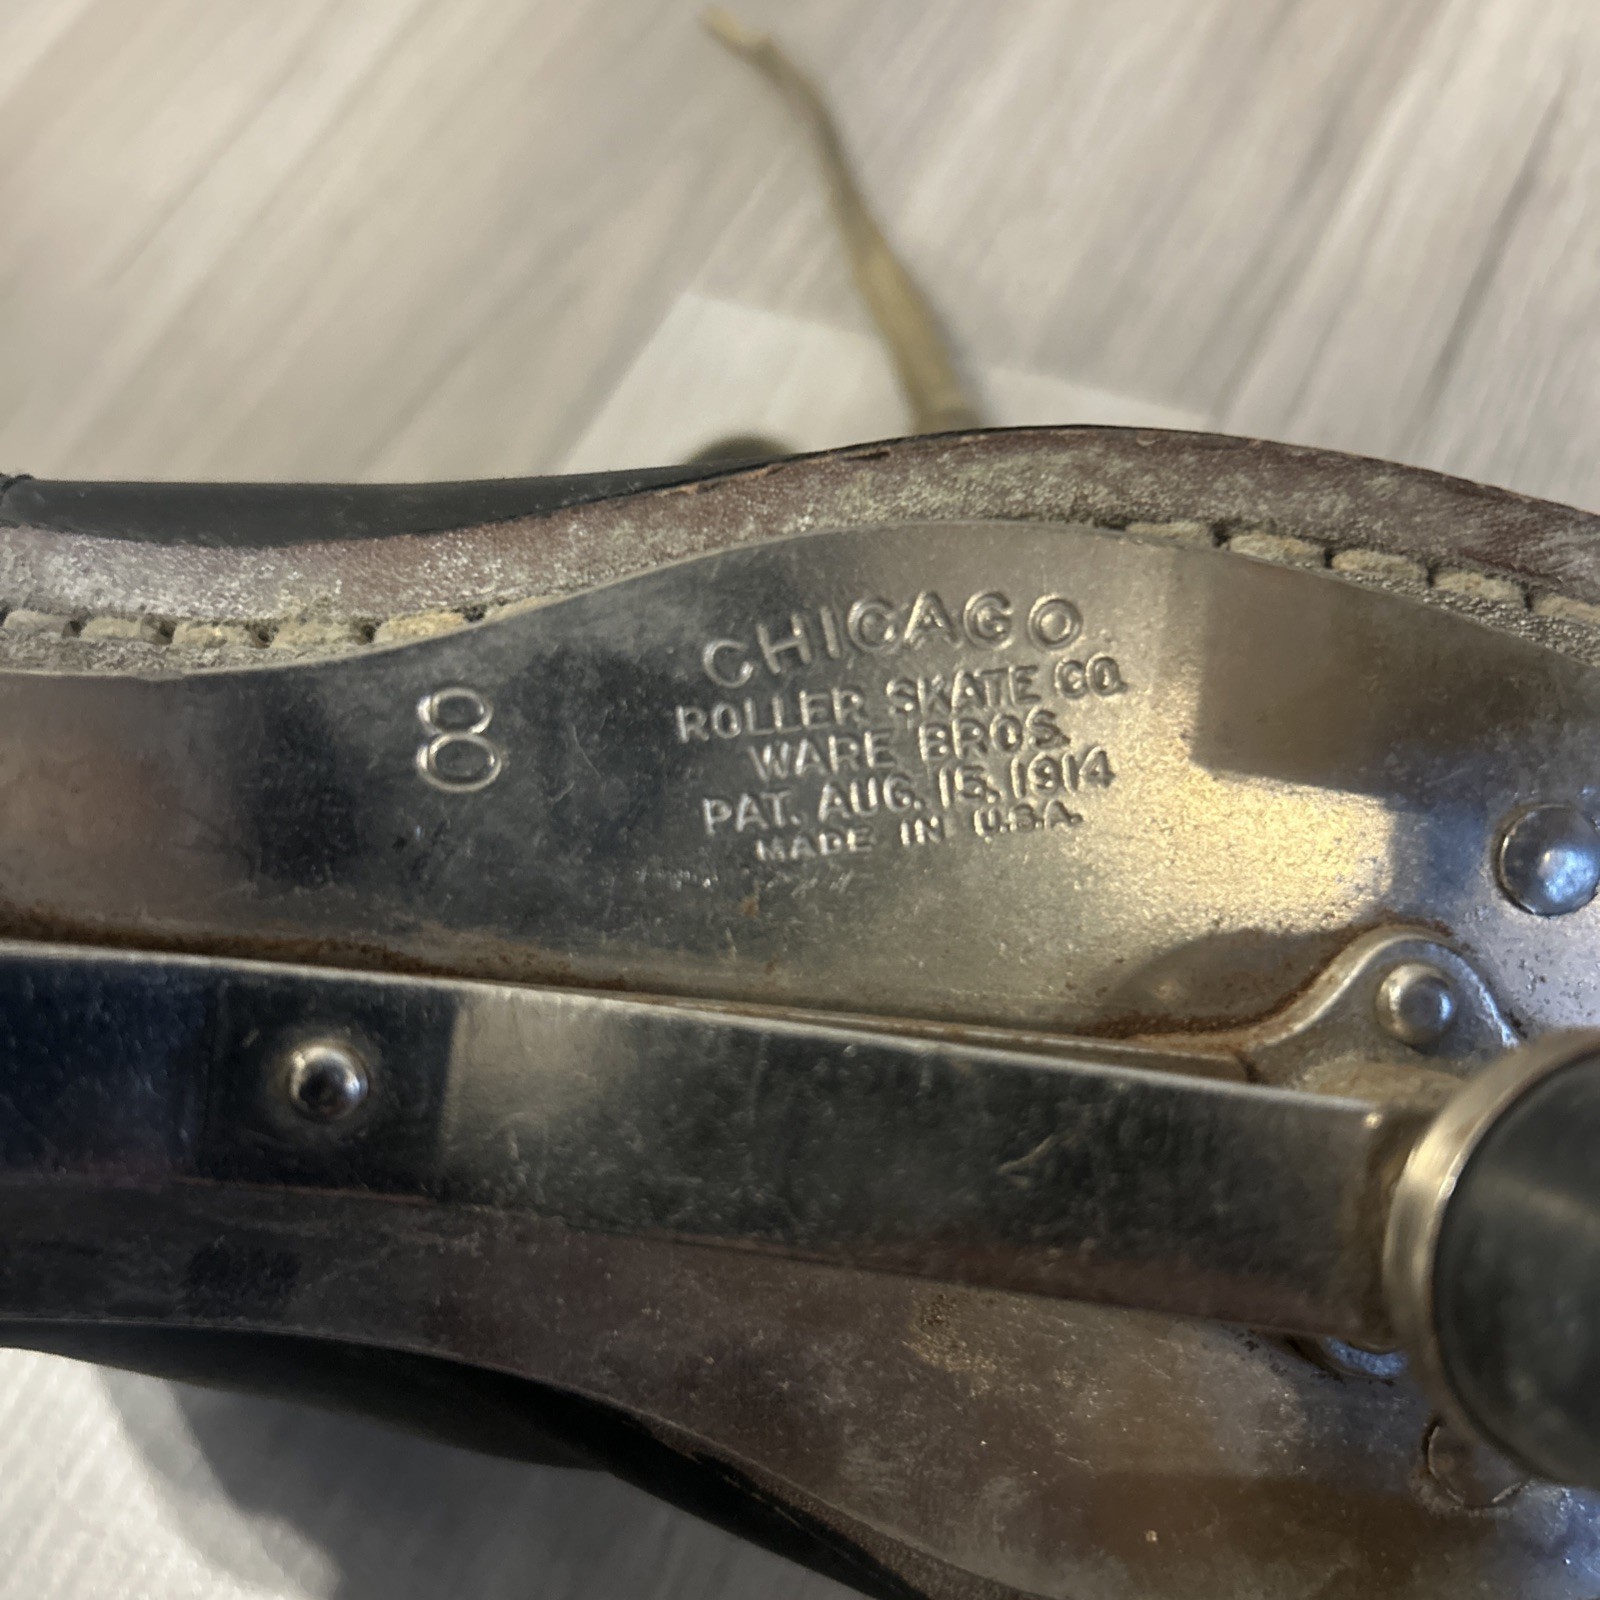 8
CHICAGO
ROLLER SKATE CO.
WARE BROS.
PAT. AUG. 15, 1914
MADE IN U.S.A.